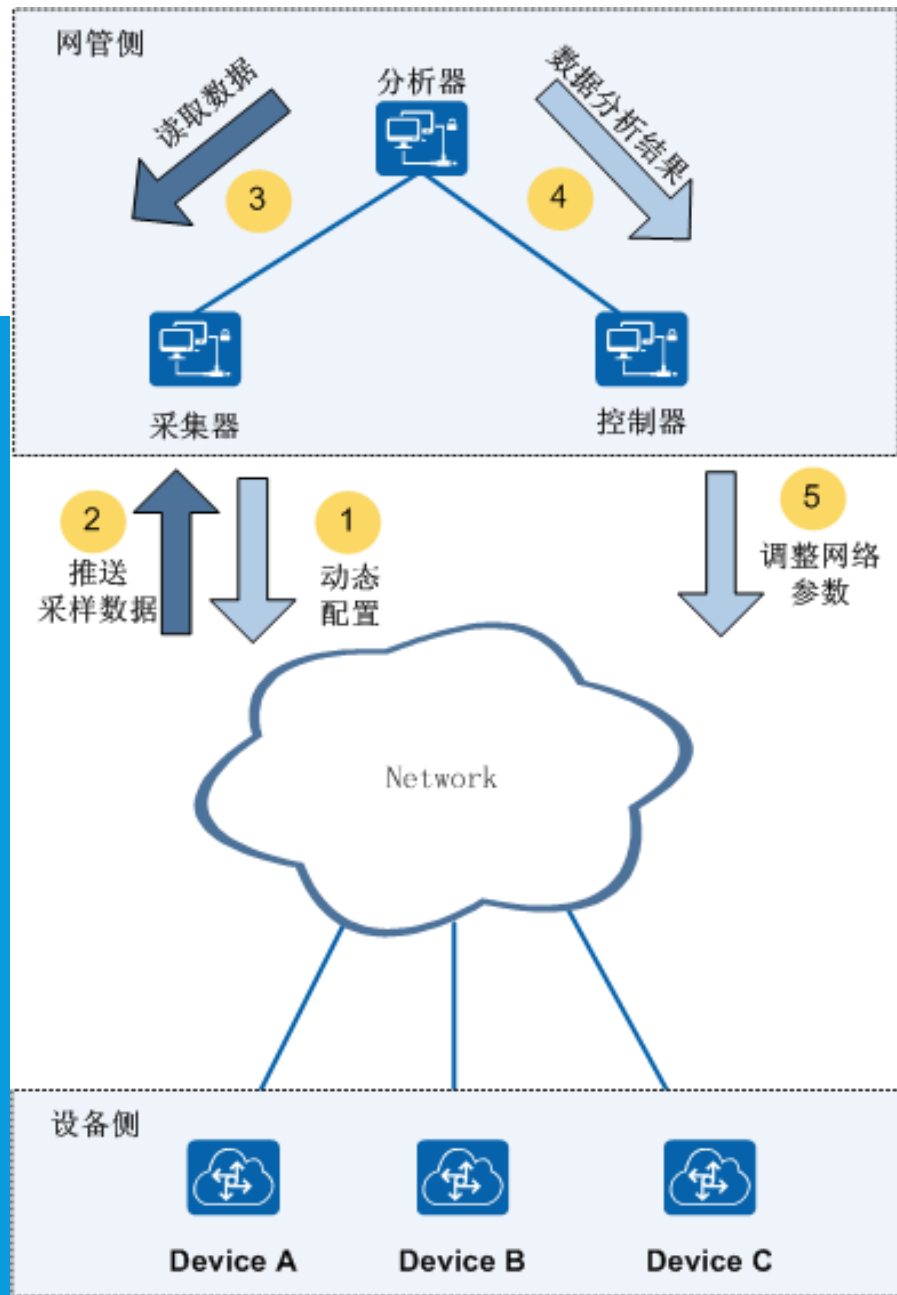 网管侧
分析器
读取数据
数据分析结果
3
4
采集器
控制器
2
推送
采样数据
1
动态
配置
5
调整网络
参数
Network
设备侧
Device A
Device B
Device C